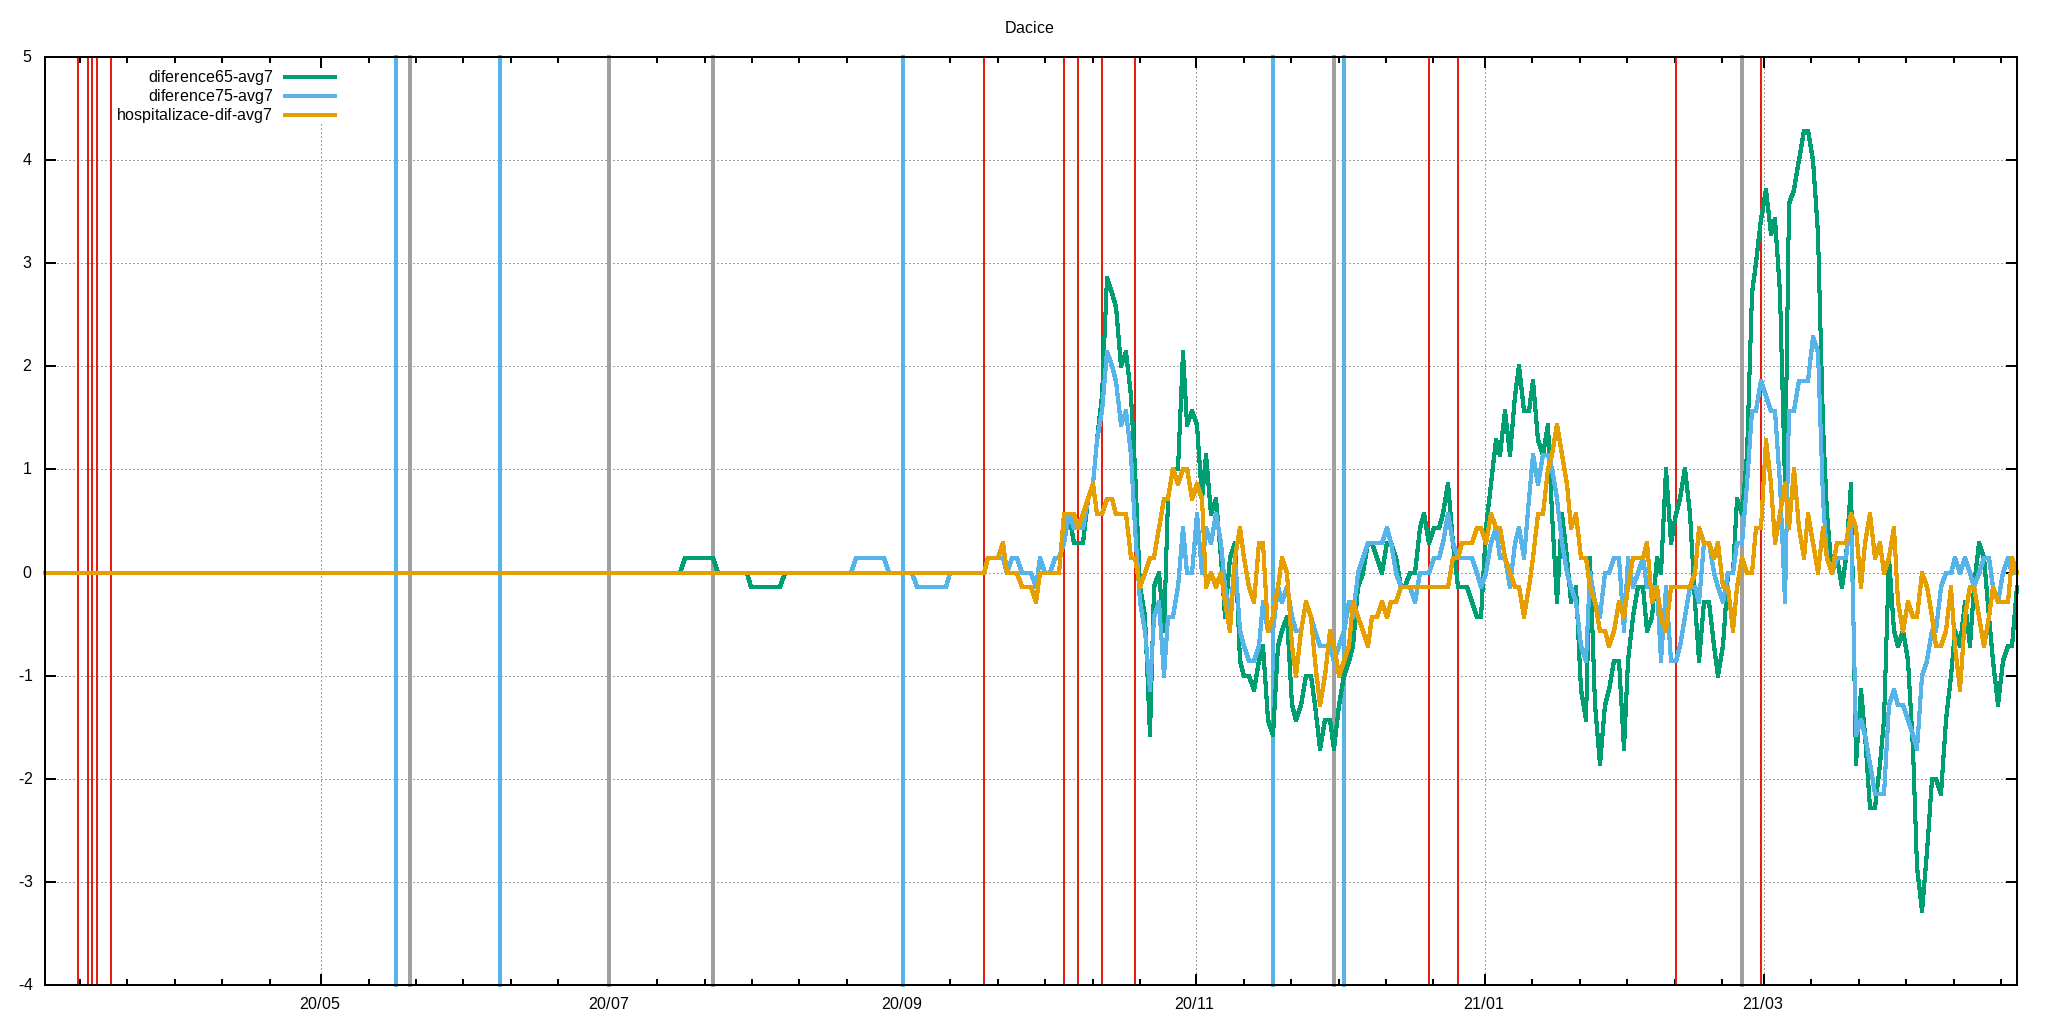 Dacice
5
diference65-avg7
diference75-avg7
hospitalizace-dif-avg7
4
3
2
1
0
-1
-2
-3
-4
20/05 20/07 20/09 20/11 21/01 21/03